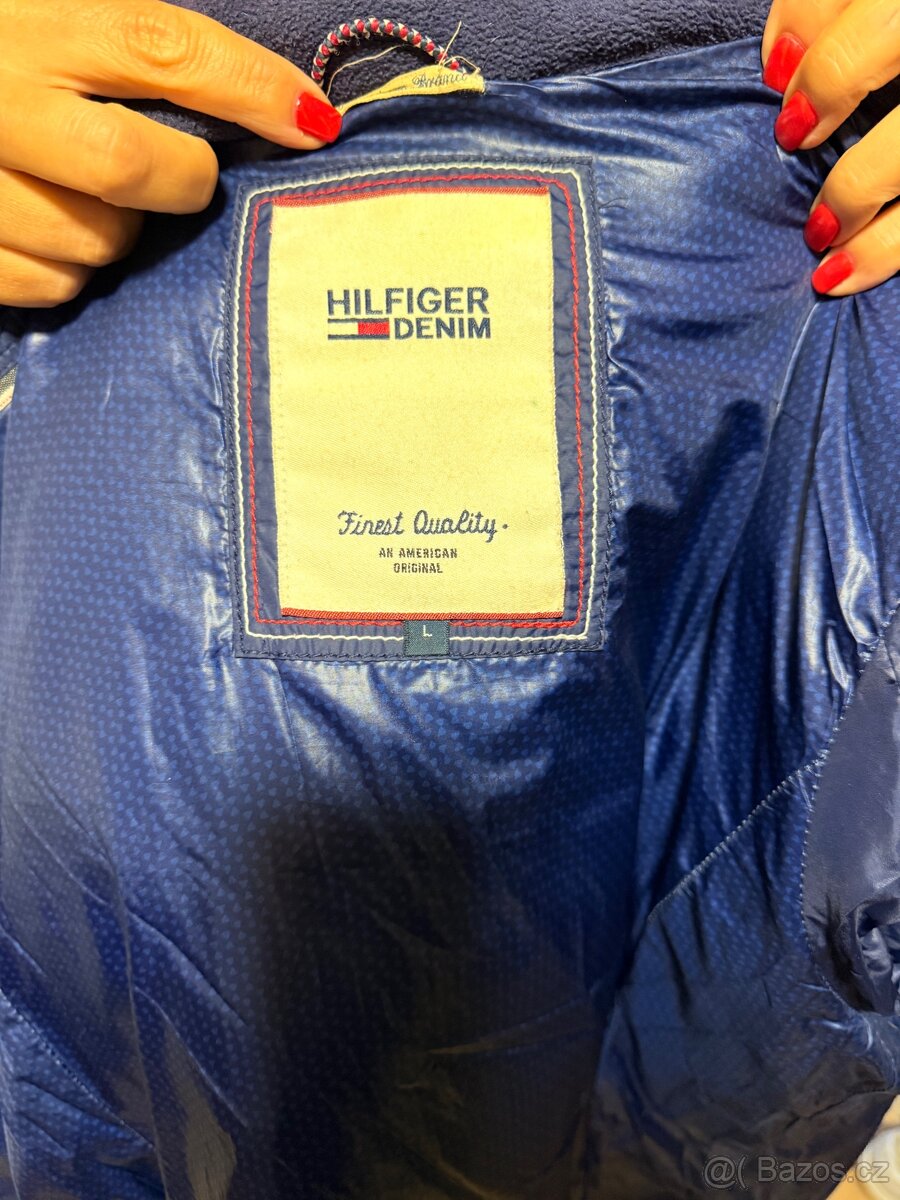 HILFIGER
DENIM
Finest Quality.
AN AMERICAN
ORIGINAL
L
@( Bazos.cz